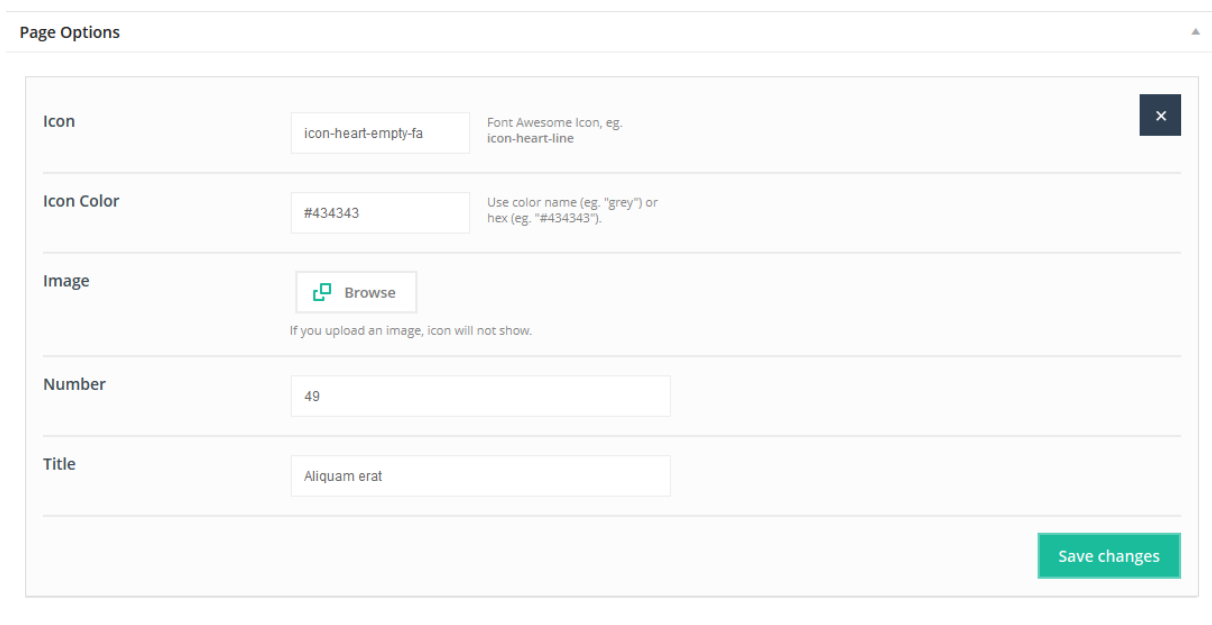 Page Options
Icon
icon-heart-empty-fa
Font Awesome Icon, eg.
icon-heart-line
Icon Color
#434343
Use color name (eg. "grey") or
hex (eg. "#434343").
Image
Browse
If you upload an image, icon will not show.
Number
49
Title
Aliquam erat
Save changes